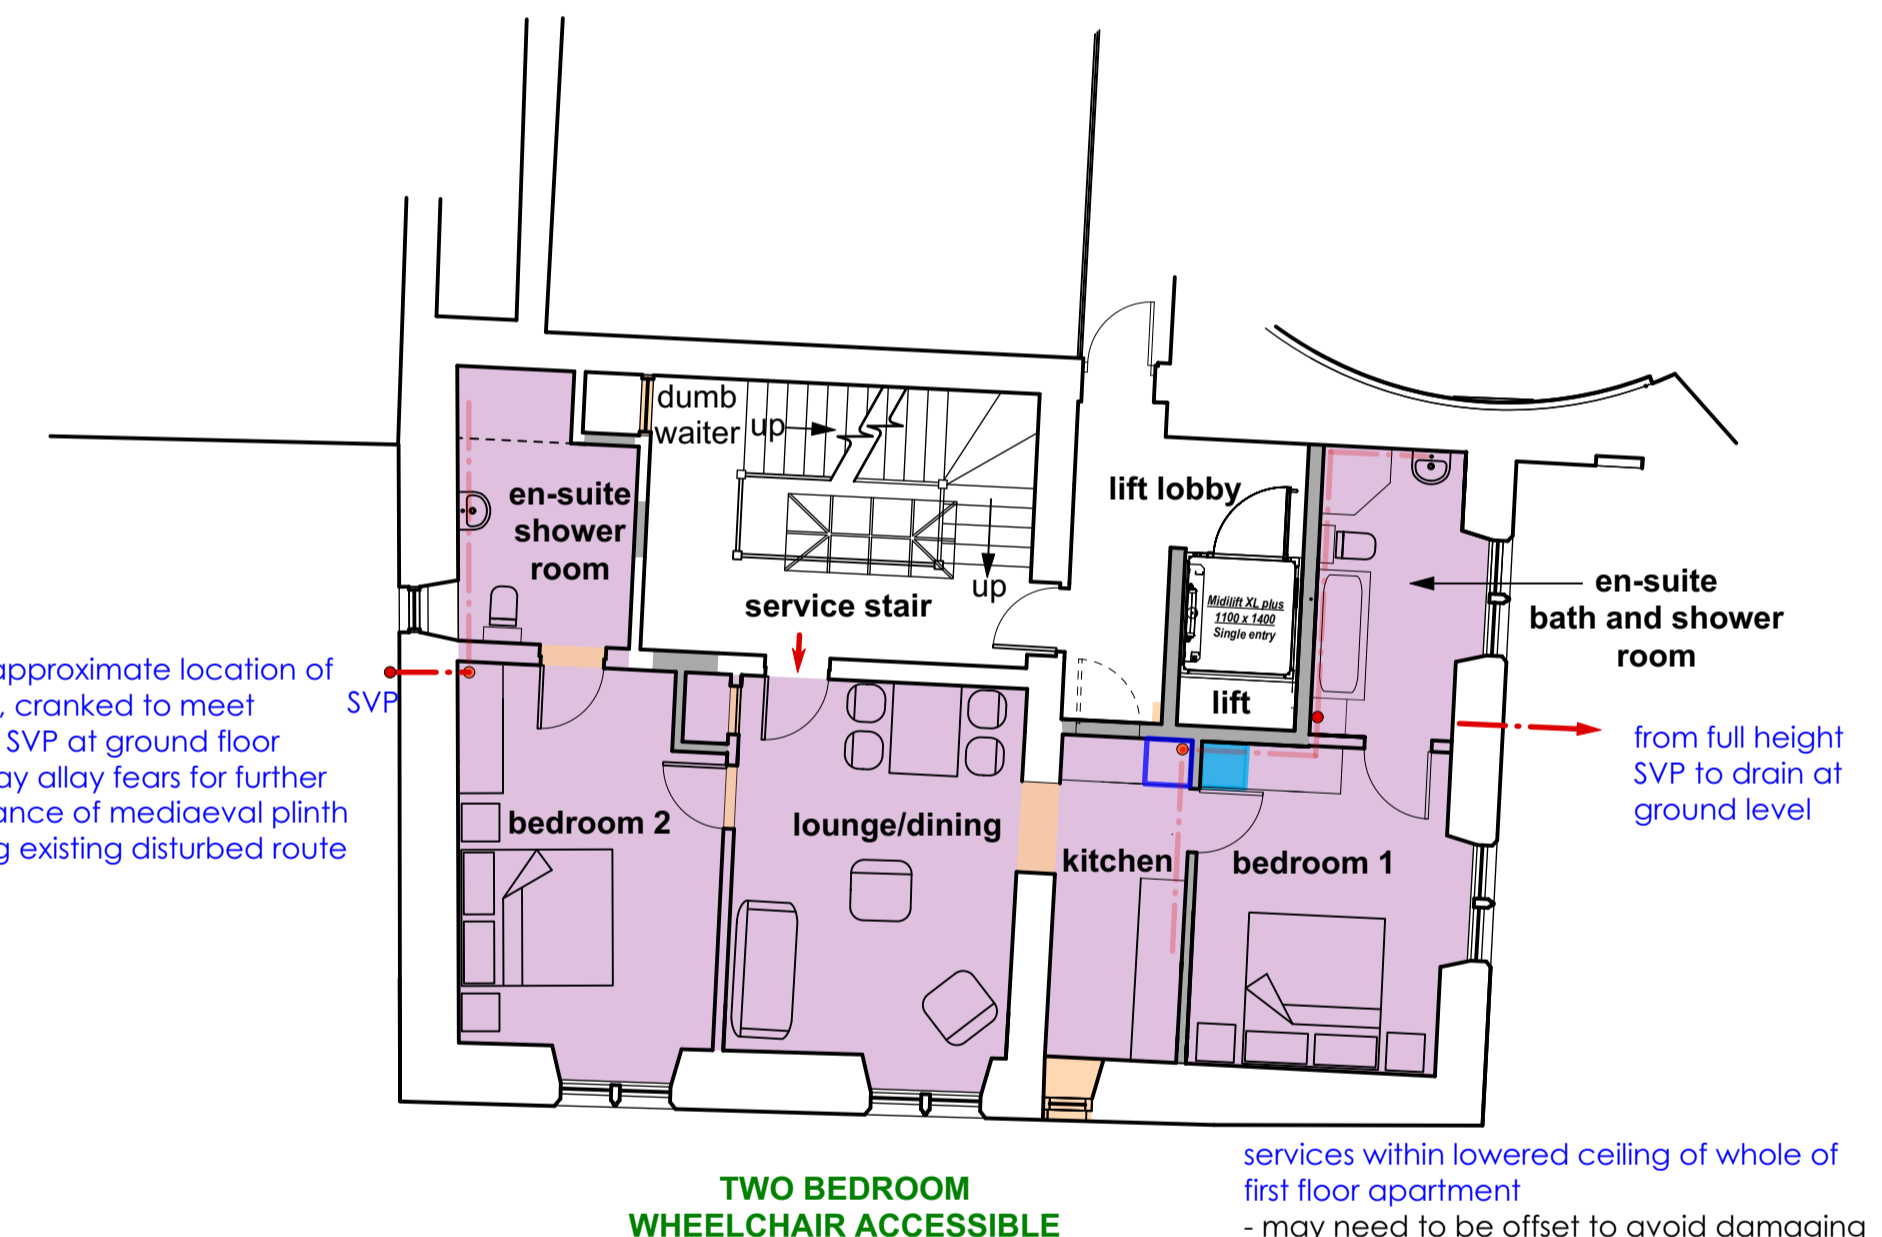 dumb
waiter
up
en-suite
shower
room
lift lobby
up
service stair
Midilift XL plus
1100 x 1400
Single entry
lift
en-suite
bath and shower
room
approximate location of
SVP
, cranked to meet
SVP at ground floor
ay allay fears for further
ance of mediaeval plinth
g existing disturbed route
from full height
SVP to drain at
ground level
bedroom 2
lounge/dining
kitchen
bedroom 1
TWO BEDROOM
WHEELCHAIR ACCESSIBLE
services within lowered ceiling of whole of
first floor apartment
- may need to be offset to avoid damaging